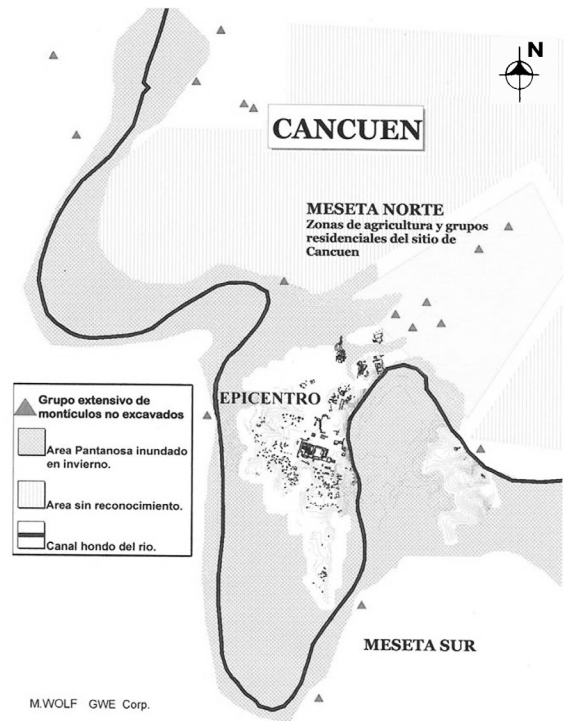 N
CANCUEN
MESETA NORTE
Zonas de agricultura y grupos
residenciales del sitio de
Cancuen
EPICENTRO
Grupo extensivo de
montículos no excavados
Area Pantanosa inundado
en invierno.
Area sin reconocimiento.
Canal hondo del rio.
MESETA SUR
M.WOLF GWE Corp.